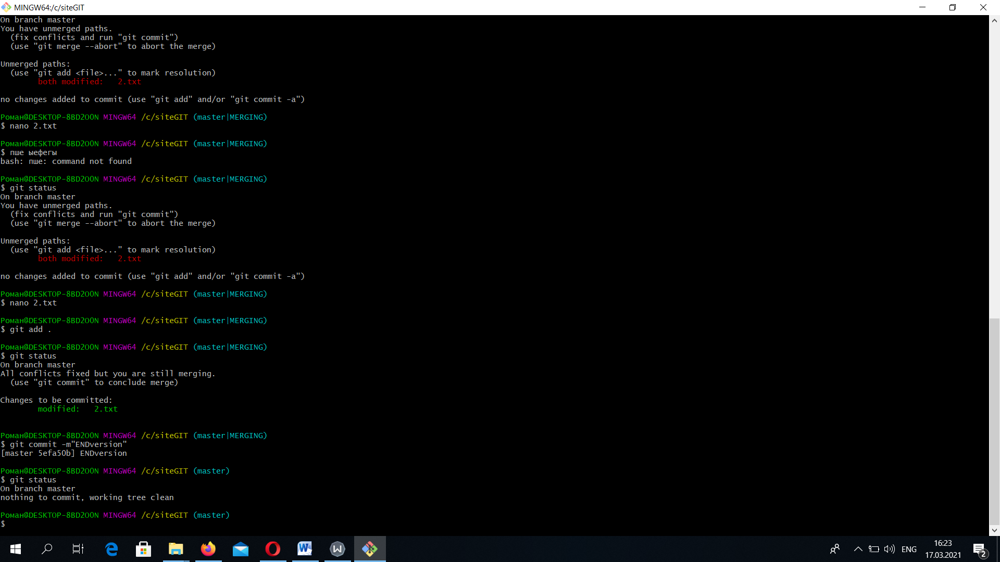 MINGW64:/c/siteGIT
On branch master
You have unmerged paths.
  (fix conflicts and run "git commit")
  (use "git merge --abort" to abort the merge)
Unmerged paths:
  (use "git add <file>..." to mark resolution)
        both modified:   2.txt
no changes added to commit (use "git add" and/or "git commit -a")
Роман@DESKTOP-8BD2O0N MINGW64 /c/siteGIT (master|MERGING)
$ nano 2.txt
Роман@DESKTOP-8BD2O0N MINGW64 /c/siteGIT (master|MERGING)
$ пше ыефегы
bash: пше: command not found
Роман@DESKTOP-8BD2O0N MINGW64 /c/siteGIT (master|MERGING)
$ git status
On branch master
You have unmerged paths.
  (fix conflicts and run "git commit")
  (use "git merge --abort" to abort the merge)
Unmerged paths:
  (use "git add <file>..." to mark resolution)
        both modified:   2.txt
no changes added to commit (use "git add" and/or "git commit -a")
Роман@DESKTOP-8BD2O0N MINGW64 /c/siteGIT (master|MERGING)
$ nano 2.txt
Роман@DESKTOP-8BD2O0N MINGW64 /c/siteGIT (master|MERGING)
$ git add .
Роман@DESKTOP-8BD2O0N MINGW64 /c/siteGIT (master|MERGING)
$ git status
On branch master
All conflicts fixed but you are still merging.
  (use "git commit" to conclude merge)
Changes to be committed:
        modified:   2.txt
Роман@DESKTOP-8BD2O0N MINGW64 /c/siteGIT (master|MERGING)
$ git commit -m"ENDversion"
[master 5efa50b] ENDversion
Роман@DESKTOP-8BD2O0N MINGW64 /c/siteGIT (master)
$ git status
On branch master
nothing to commit, working tree clean
Роман@DESKTOP-8BD2O0N MINGW64 /c/siteGIT (master)
$
ENG
16:23
17.03.2021
2